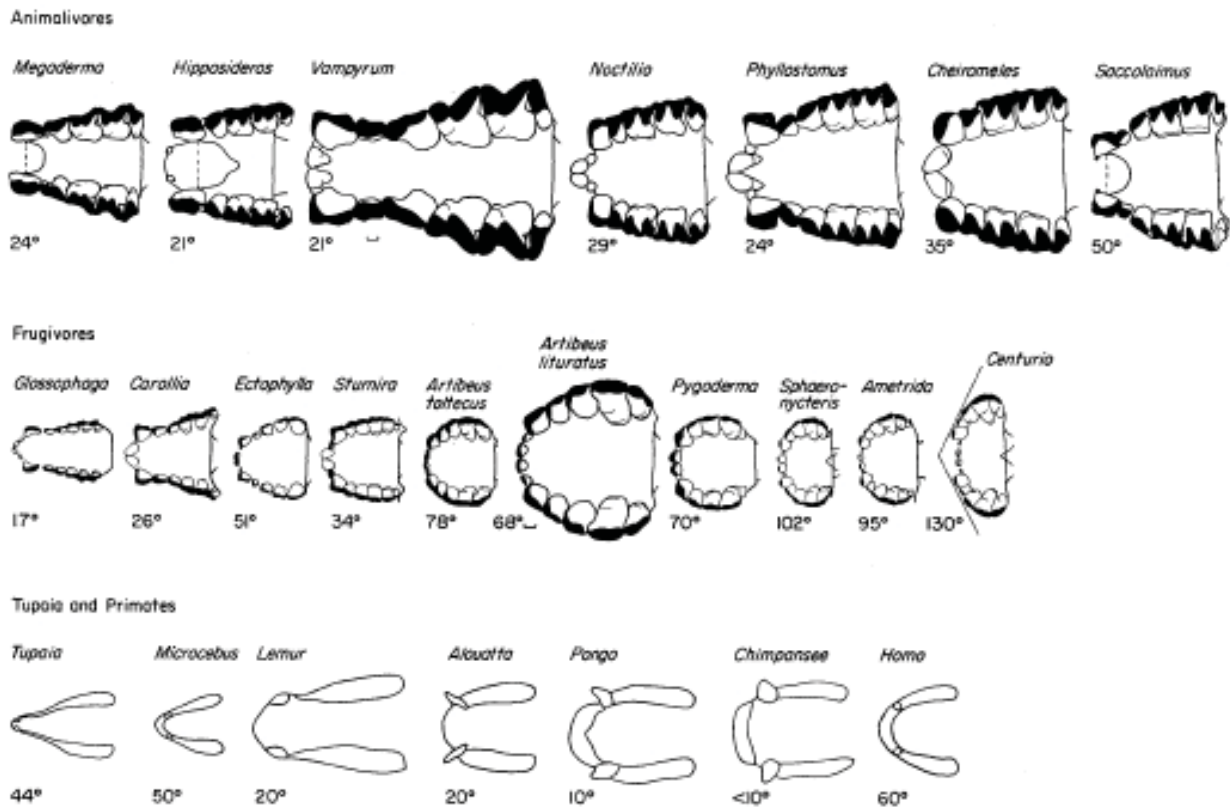 Animalivores
Megaderma Hipposideros Vampyrum Noctilio Phyllostomus Cheiromeles Saccolaimus
24° 21° 21° 29° 24° 35° 50°
Frugivores
Glossophaga Carollia Ectophylla Sturnira Artibeus toltecus Artibeus lituratus Pygoderma Sphaero-nycteris Ametrida Centurio
17° 26° 51° 34° 78° 68° 70° 102° 95° 130°
Tupaia and Primates
Tupaia Microcebus Lemur Alouatta Pongo Chimpansee Homo
44° 50° 20° 20° 10° <10° 60°